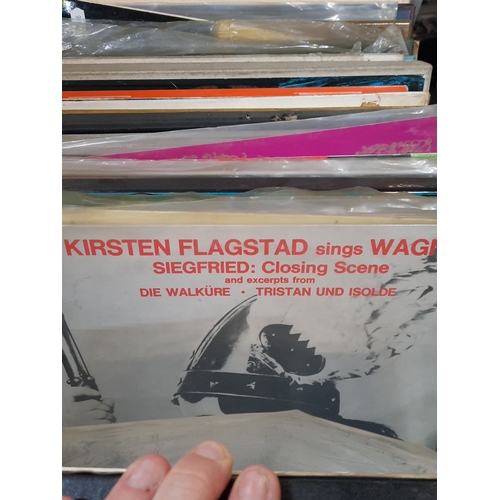 KIRSTEN FLAGSTAD sings WAG
SIEGFRIED: Closing Scene
and excerpts from
DIE WALKÜRE • TRISTAN UND ISOLDE